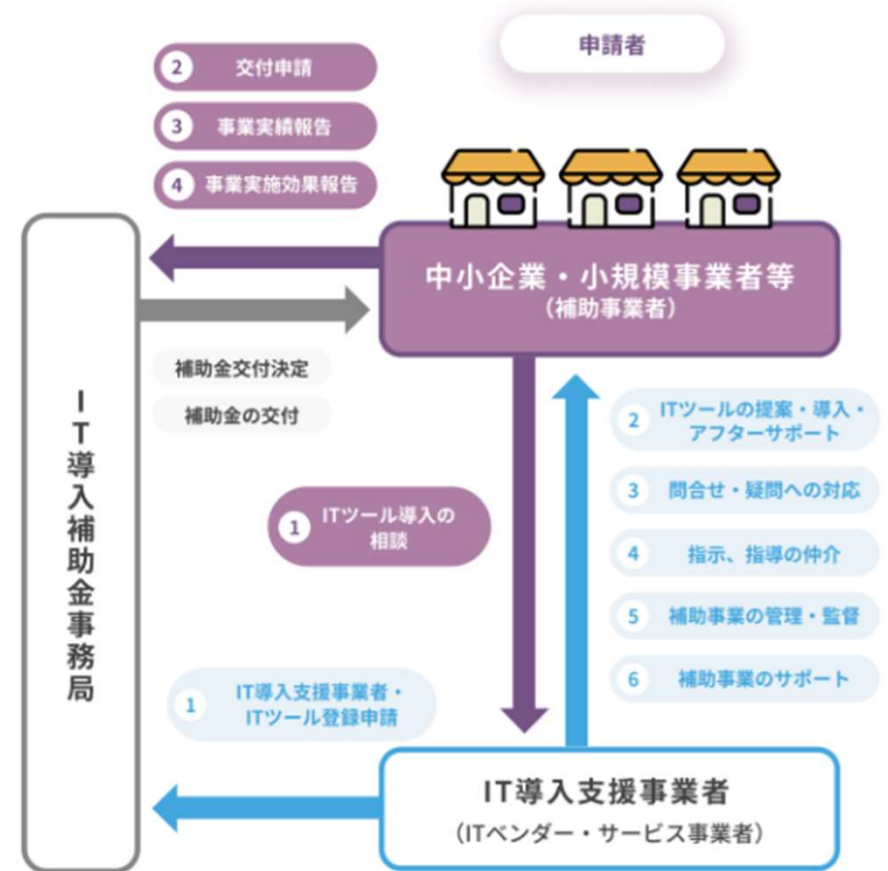 申請者
2 交付申請
3 事業実績報告
4 事業実施効果報告
中小企業・小規模事業者等
（補助事業者）
補助金交付決定
補助金の交付
IT導入補助金事務局
1 ITツール導入の
相談
2 ITツールの提案・導入・
アフターサポート
3 問合せ・疑問への対応
4 指示、指導の仲介
5 補助事業の管理・監督
6 補助事業のサポート
1 IT導入支援事業者・
ITツール登録申請
IT導入支援事業者
（ITベンダー・サービス事業者）